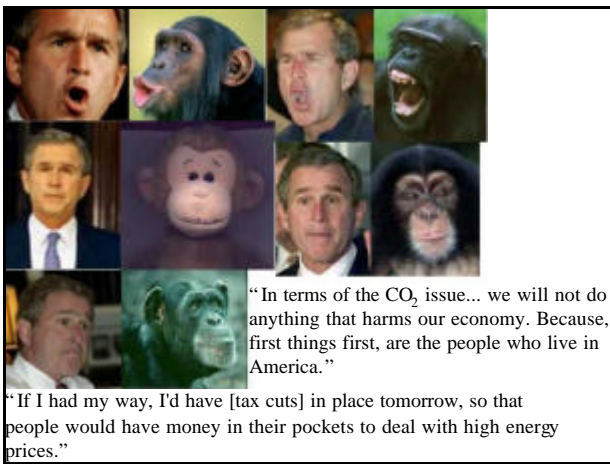 “In terms of the CO₂ issue... we will not do
anything that harms our economy. Because,
first things first, are the people who live in
America.”
“If I had my way, I'd have [tax cuts] in place tomorrow, so that
people would have money in their pockets to deal with high energy
prices.”